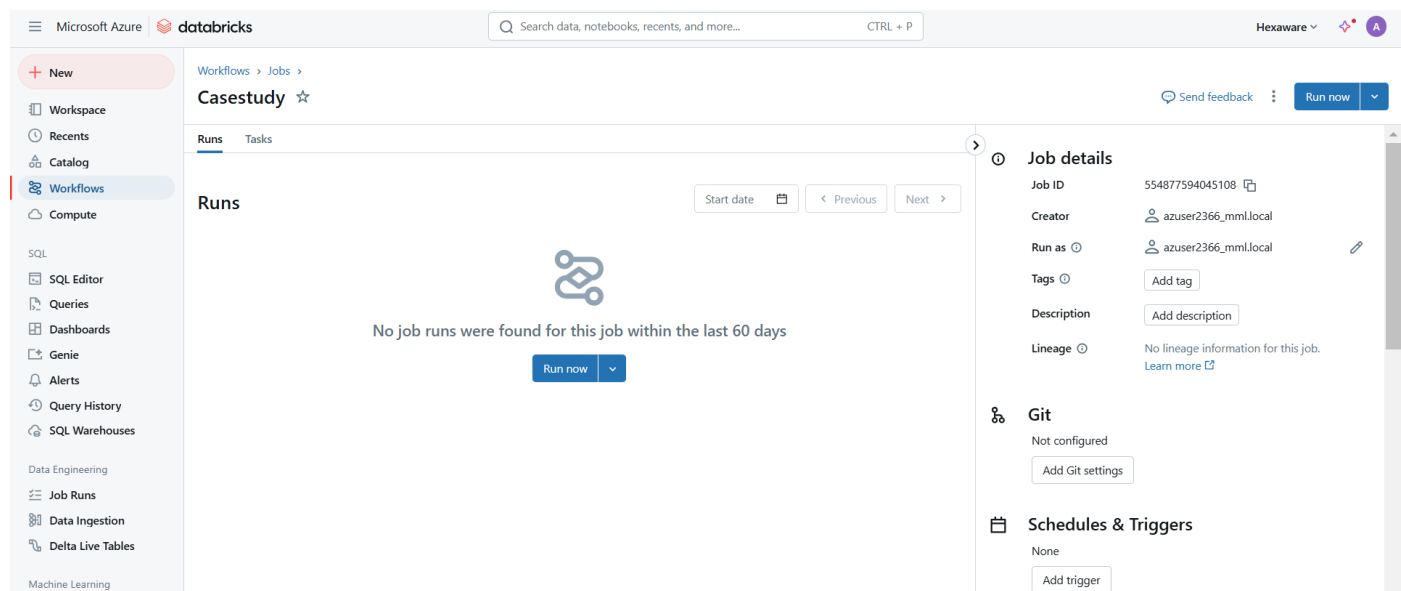 Microsoft Azure databricks
Search data, notebooks, recents, and more... CTRL + P
Hexaware
A
New
Workspace
Recents
Catalog
Workflows
Compute
SQL
SQL Editor
Queries
Dashboards
Genie
Alerts
Query History
SQL Warehouses
Data Engineering
Job Runs
Data Ingestion
Delta Live Tables
Machine Learning
Workflows > Jobs >
Casestudy
Send feedback
Run now
Runs Tasks
Runs
Start date
Previous
Next
No job runs were found for this job within the last 60 days
Run now
Job details
Job ID 554877594045108
Creator azuser2366_mml.local
Run as azuser2366_mml.local
Tags Add tag
Description Add description
Lineage No lineage information for this job.
Learn more
Git
Not configured
Add Git settings
Schedules & Triggers
None
Add trigger